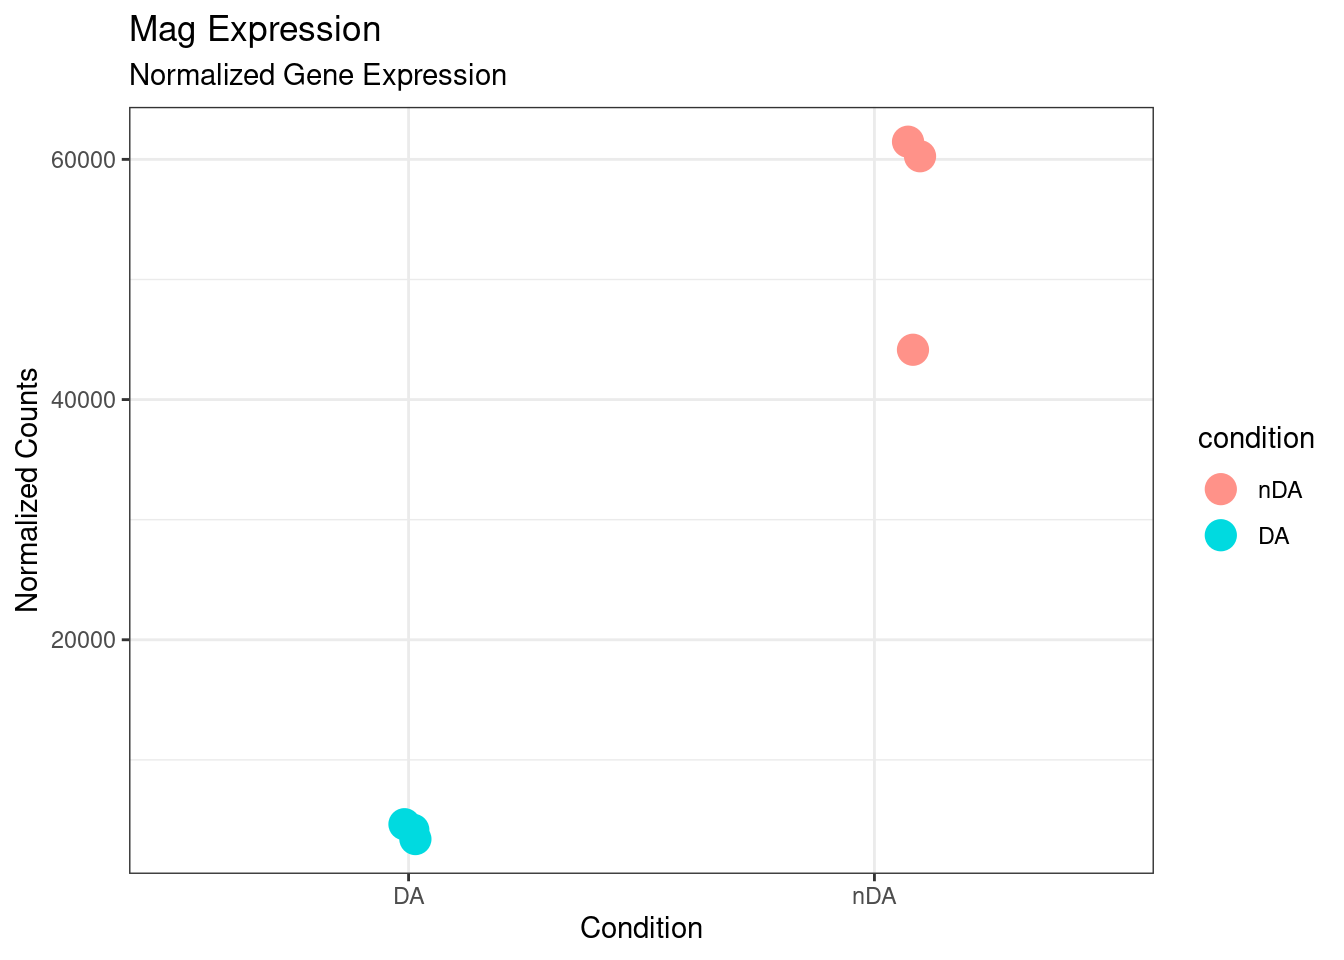 Mag Expression
Normalized Gene Expression
Normalized Counts
60000
40000
20000
DA
nDA
Condition
condition
nDA
DA